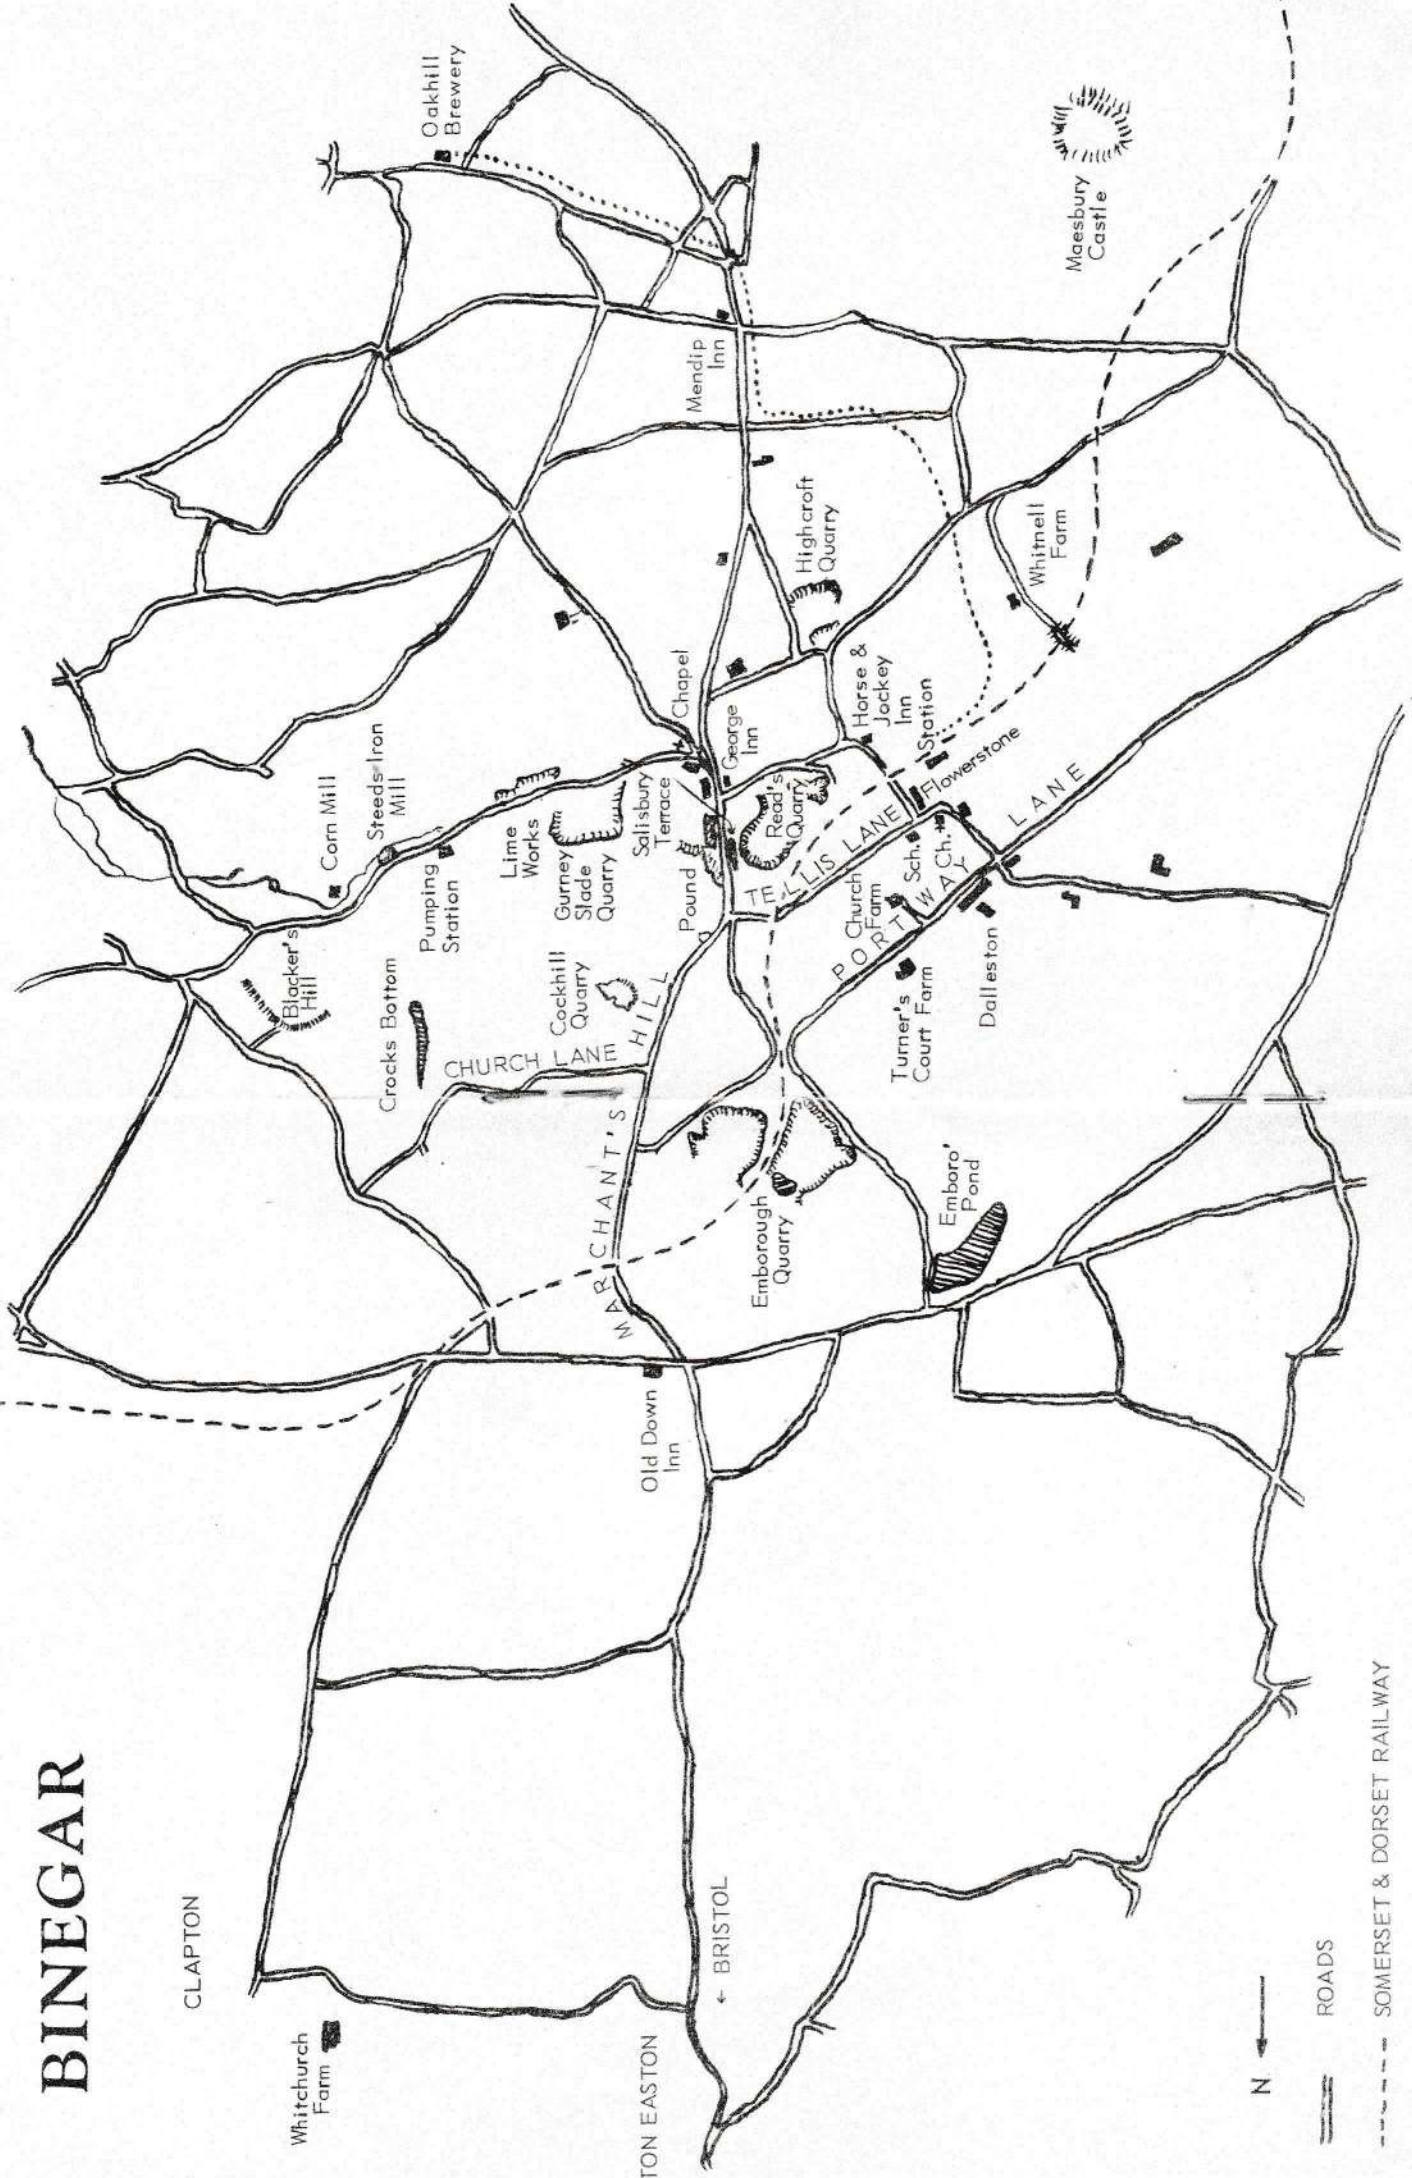 BINEGAR
CLAPTON
Whitchurch
Farm
TON EASTON
← BRISTOL
N
ROADS
SOMERSET & DORSET RAILWAY
Old Down
Inn
Emborough
Quarry
Emboro'
Pond
MARCHANT'S HILL
CHURCH LANE
Crocks Bottom
Blacker's
Hill
Cockhill
Quarry
Turner's
Court Farm
Dalleston
PORTWAY
LANE
Church
Farm
Sch.
Ch.
TELLIS LANE
Pound
Pumping
Station
Corn Mill
Steeds Iron
Mill
Lime
Works
Gurney
Slade
Quarry
Salisbury
Terrace
Read's
Quarry
George
Inn
Chapel
Flowerstone
Station
Horse &
Jockey
Inn
Highcroft
Quarry
Whitnell
Farm
Mendip
Inn
Maesbury
Castle
Oakhill
Brewery